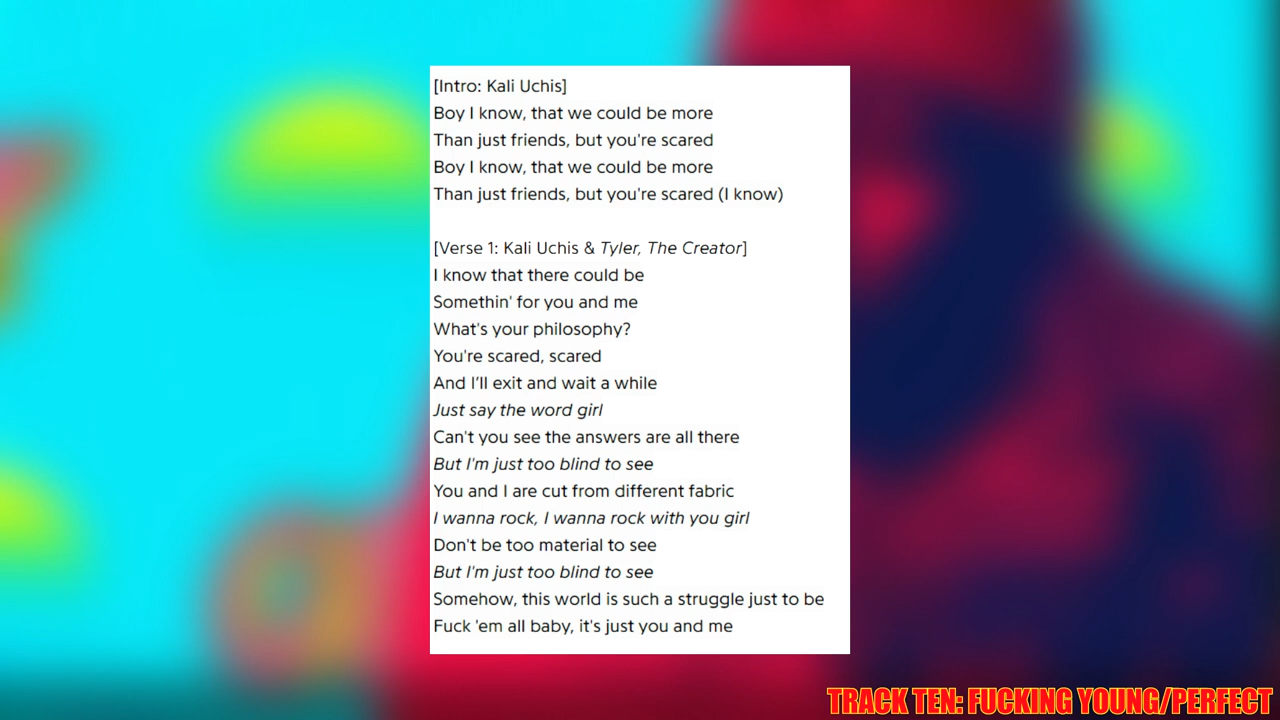 [Intro: Kali Uchis]
Boy I know, that we could be more
Than just friends, but you're scared
Boy I know, that we could be more
Than just friends, but you're scared (I know)
[Verse 1: Kali Uchis & Tyler, The Creator]
I know that there could be
Somethin' for you and me
What's your philosophy?
You're scared, scared
And I'll exit and wait a while
Just say the word girl
Can't you see the answers are all there
But I'm just too blind to see
You and I are cut from different fabric
I wanna rock, I wanna rock with you girl
Don't be too material to see
But I'm just too blind to see
Somehow, this world is such a struggle just to be
Fuck 'em all baby, it's just you and me
TRACK TEN: FUCKING YOUNG/PERFECT